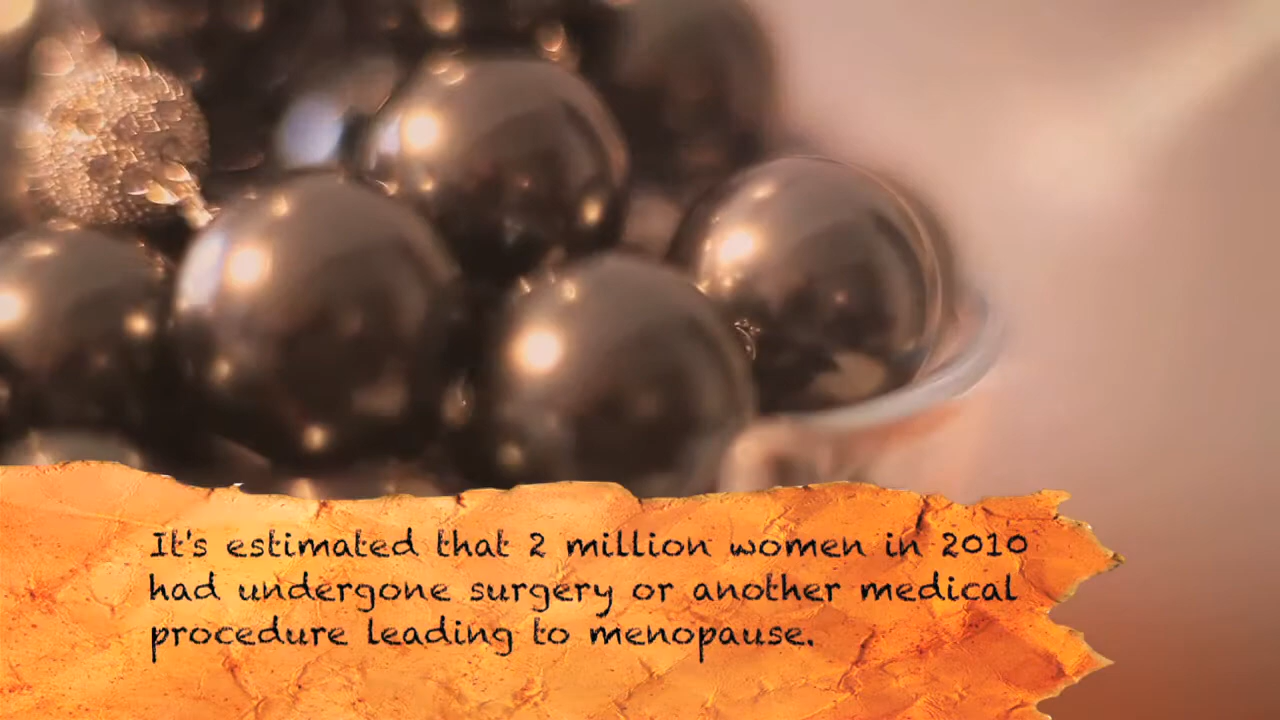 It's estimated that 2 million women in 2010
had undergone surgery or another medical
procedure leading to menopause.